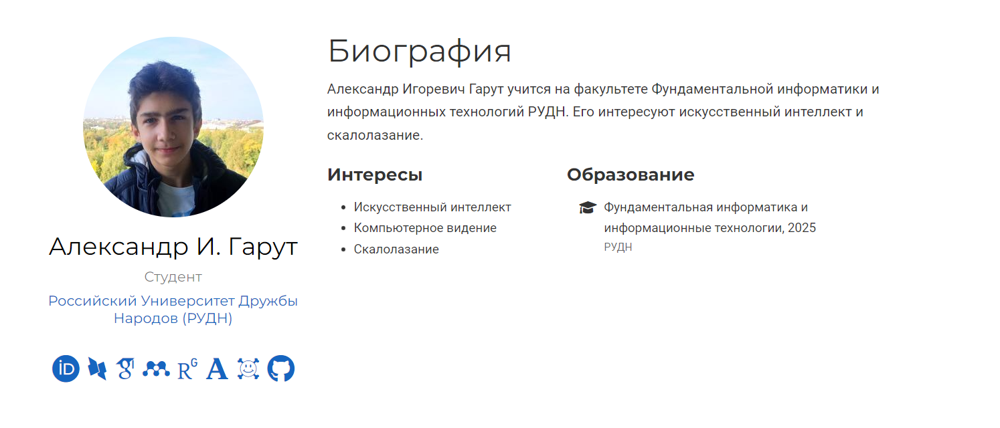 Биография
Александр Игоревич Гарут учится на факультете Фундаментальной информатики и
информационных технологий РУДН. Его интересуют искусственный интеллект и
скалолазание.
Интересы
Искусственный интеллект
Компьютерное видение
Скалолазание
Образование
Фундаментальная информатика и
информационные технологии, 2025
РУДН
Александр И. Гарут
Студент
Российский Университет Дружбы
Народов (РУДН)
iD
g
R G
A